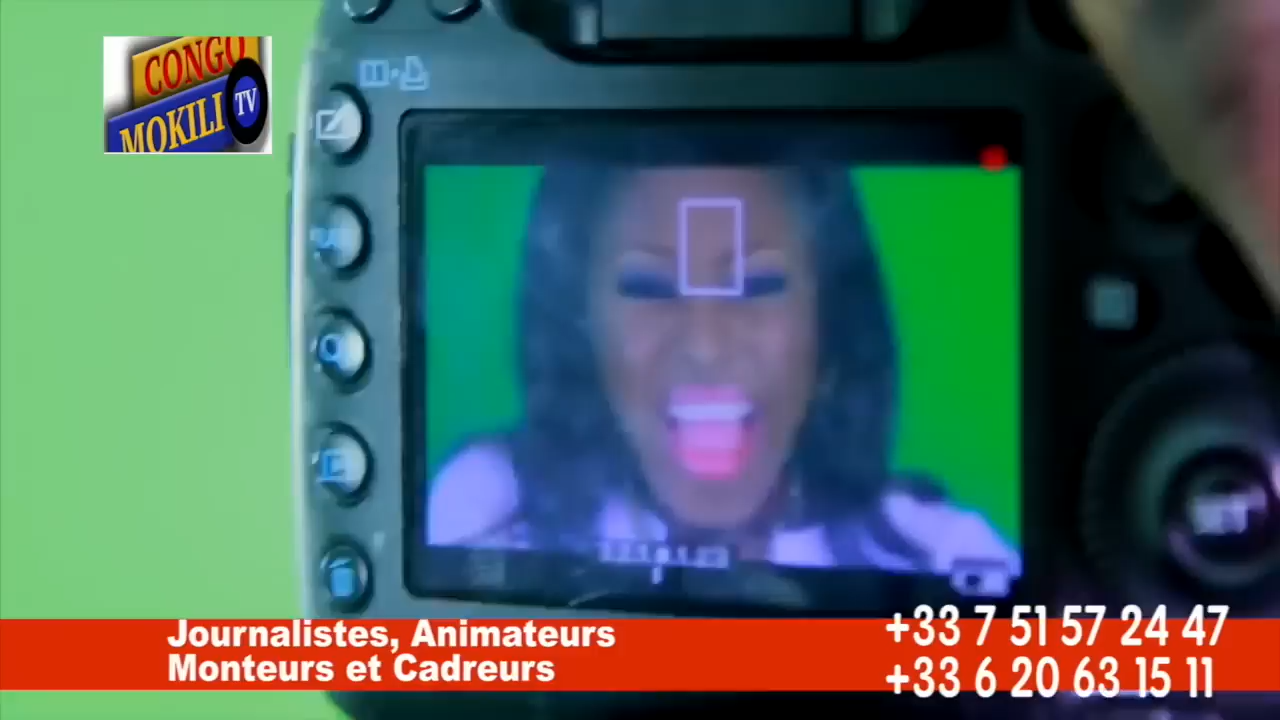 CONGO
MOKILI TV
Journalistes, Animateurs
Monteurs et Cadreurs
+33 7 51 57 24 47
+33 6 20 63 15 11